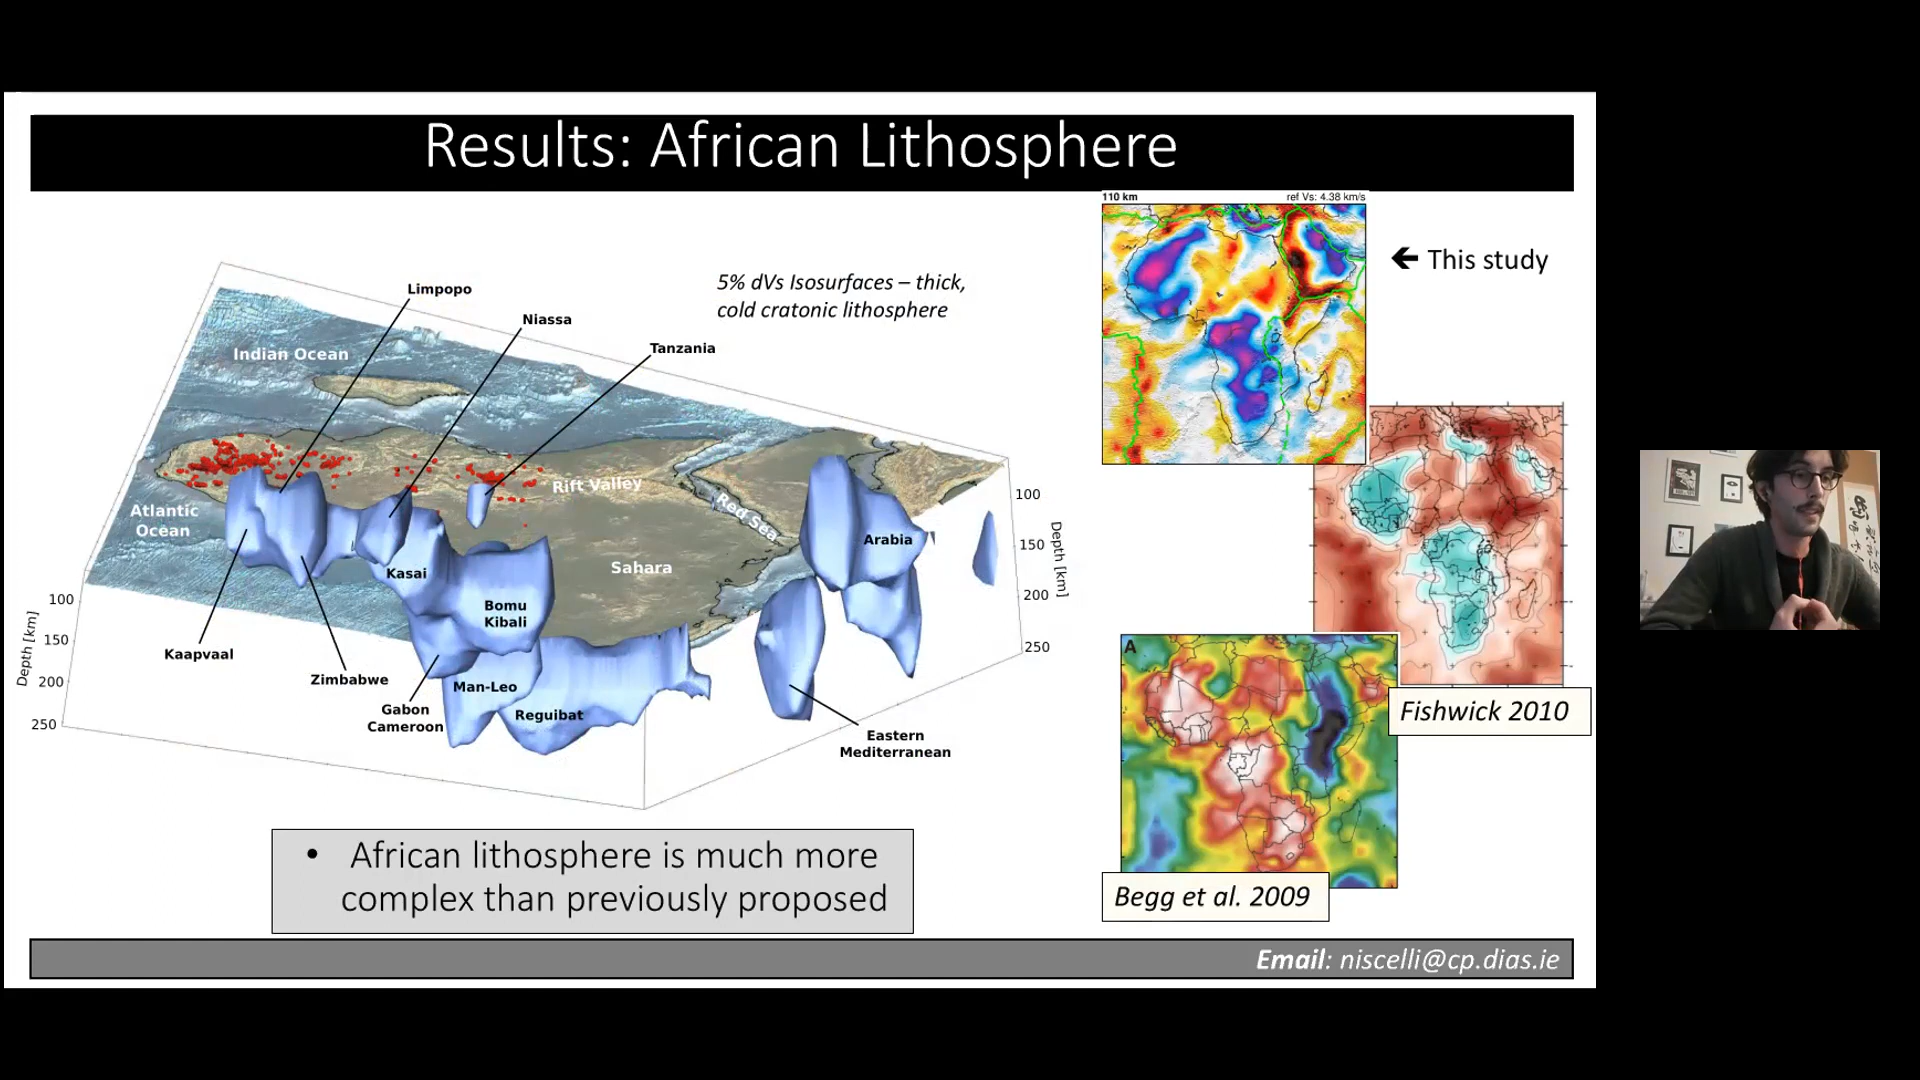 Results: African Lithosphere
110 km
ref Vs: 4.38 km/s
🡨 This study
5% dVs Isosurfaces – thick,
cold cratonic lithosphere
Limpopo
Niassa
Tanzania
Indian Ocean
Rift Valley
Red Sea
Atlantic
Ocean
Sahara
Arabia
Kasai
Bomu
Kibali
Kaapvaal
Zimbabwe
Gabon
Cameroon
Man-Leo
Reguibat
Eastern
Mediterranean
Depth [km]
100
150
200
250
Depth [km]
100
150
200
250
Fishwick 2010
A
Begg et al. 2009
• African lithosphere is much more
complex than previously proposed
Email: niscelli@cp.dias.ie